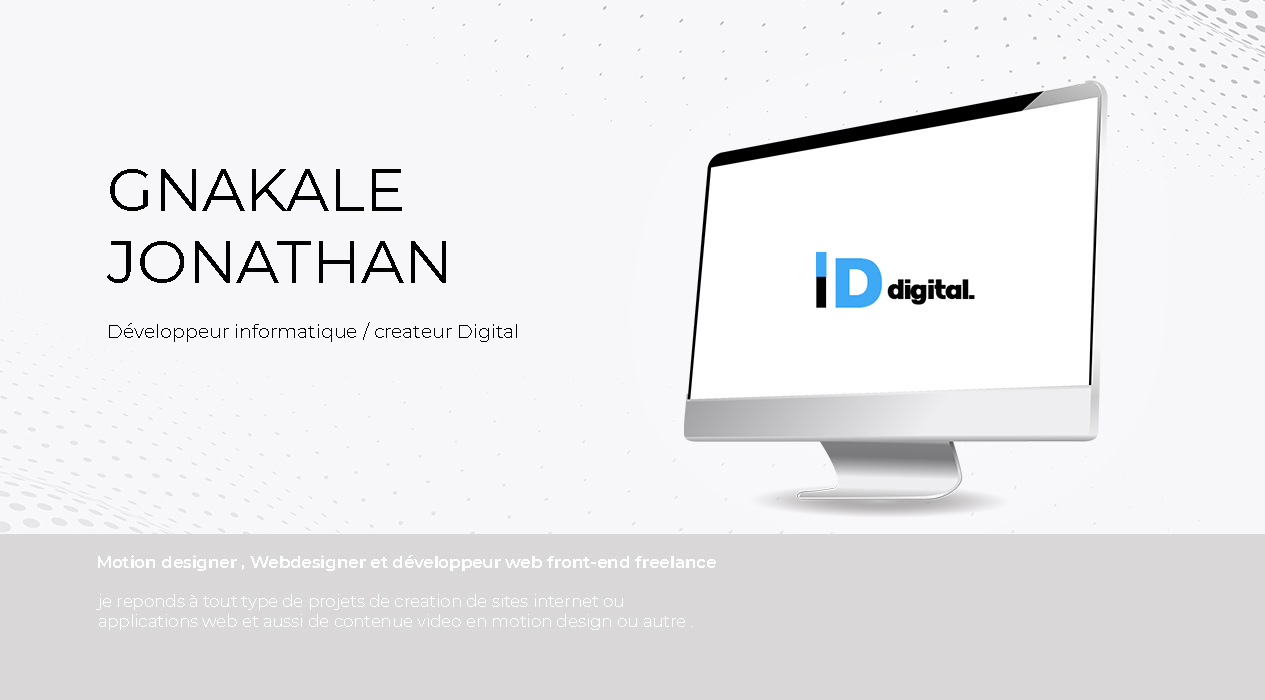 GNAKALE
JONATHAN
Développeur informatique / createur Digital
ID digital.
Motion designer , Webdesigner et développeur web front-end freelance
je reponds à tout type de projets de creation de sites internet ou
applications web et aussi de contenue video en motion design ou autre .